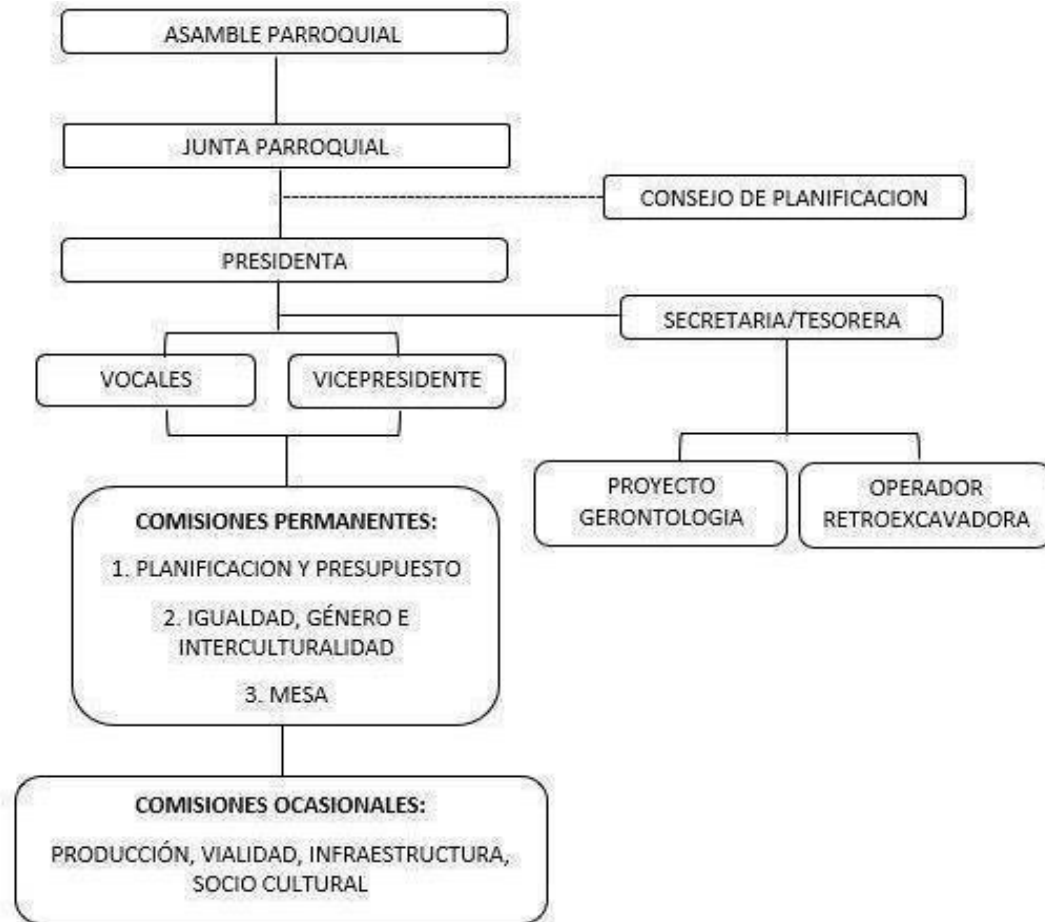 ASAMBLE PARROQUIAL
JUNTA PARROQUIAL
CONSEJO DE PLANIFICACION
PRESIDENTA
SECRETARIA/TESORERA
VOCALES
VICEPRESIDENTE
PROYECTO
GERONTOLOGIA
OPERADOR
RETROEXCAVADORA
COMISIONES PERMANENTES:
1. PLANIFICACION Y PRESUPUESTO
2. IGUALDAD, GÉNERO E
INTERCULTURALIDAD
3. MESA
COMISIONES OCASIONALES:
PRODUCCIÓN, VIALIDAD, INFRAESTRUCTURA,
SOCIO CULTURAL